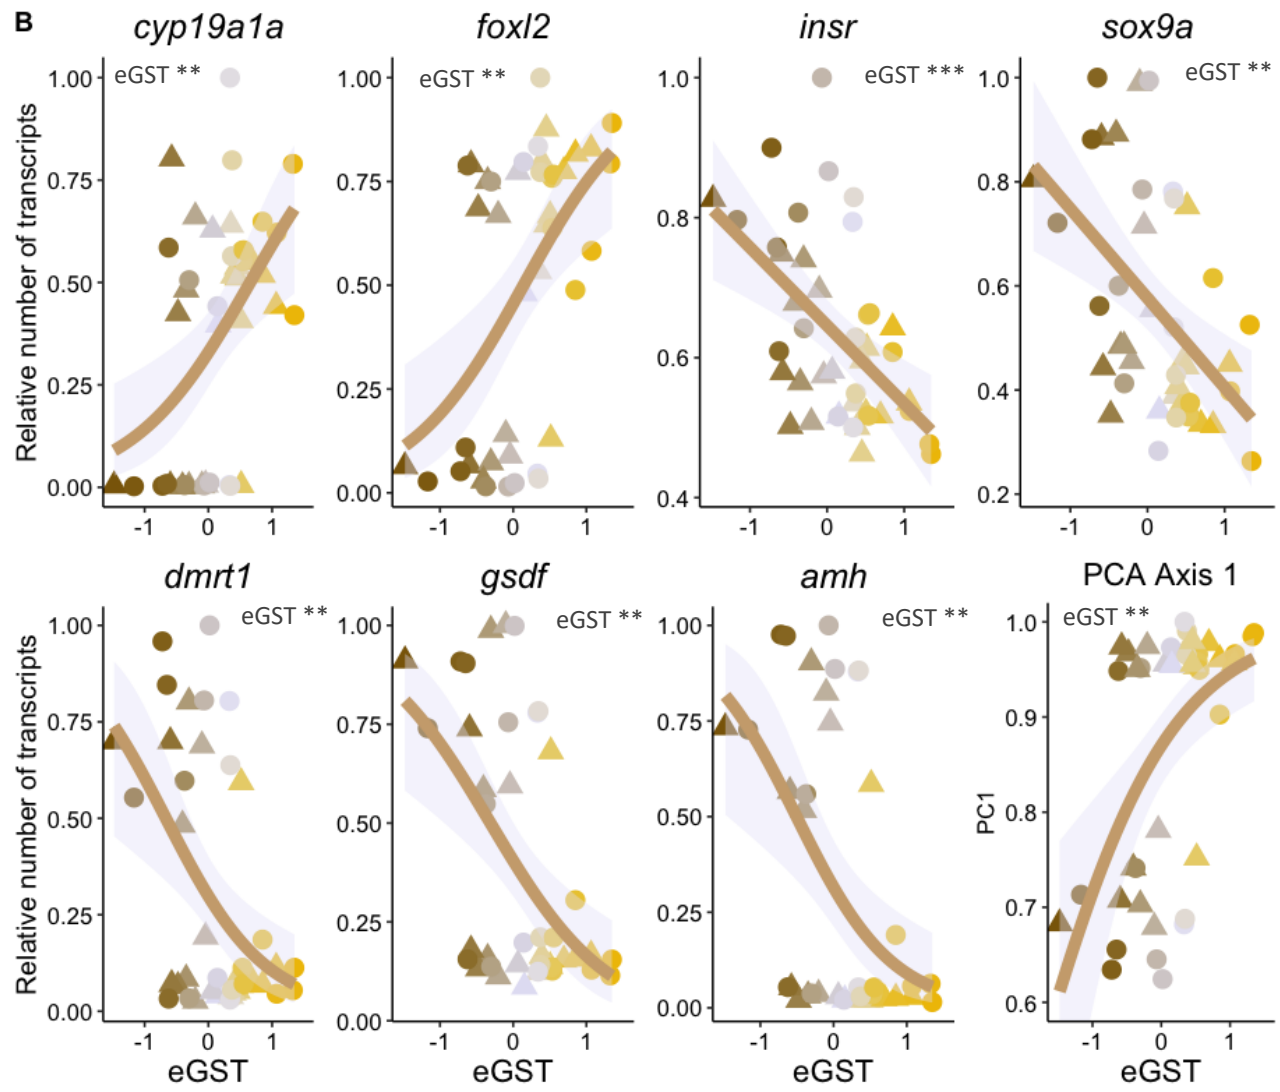 B
cyp19a1a foxl2 insr sox9a
eGST ** eGST ** eGST *** eGST **
Relative number of transcripts
1.00 0.75 0.50 0.25 0.00
1.00 0.75 0.50 0.25 0.00
1.0 0.8 0.6 0.4
1.0 0.8 0.6 0.4 0.2
-1 0 1 -1 0 1 -1 0 1 -1 0 1
dmrt1 gsdf amh PCA Axis 1
eGST ** eGST ** eGST ** eGST **
Relative number of transcripts
1.00 0.75 0.50 0.25 0.00
1.00 0.75 0.50 0.25 0.00
1.00 0.75 0.50 0.25 0.00
PC1
1.0 0.9 0.8 0.7 0.6
-1 0 1 -1 0 1 -1 0 1 -1 0 1
eGST eGST eGST eGST